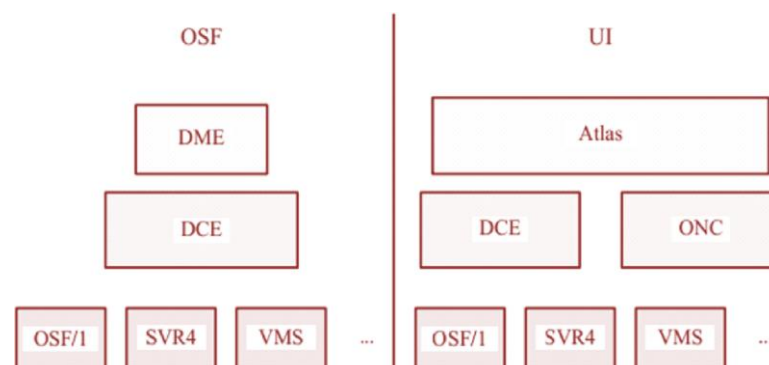 OSF UI
DME Atlas
DCE DCE ONC
OSF/1 SVR4 VMS ... OSF/1 SVR4 VMS ...